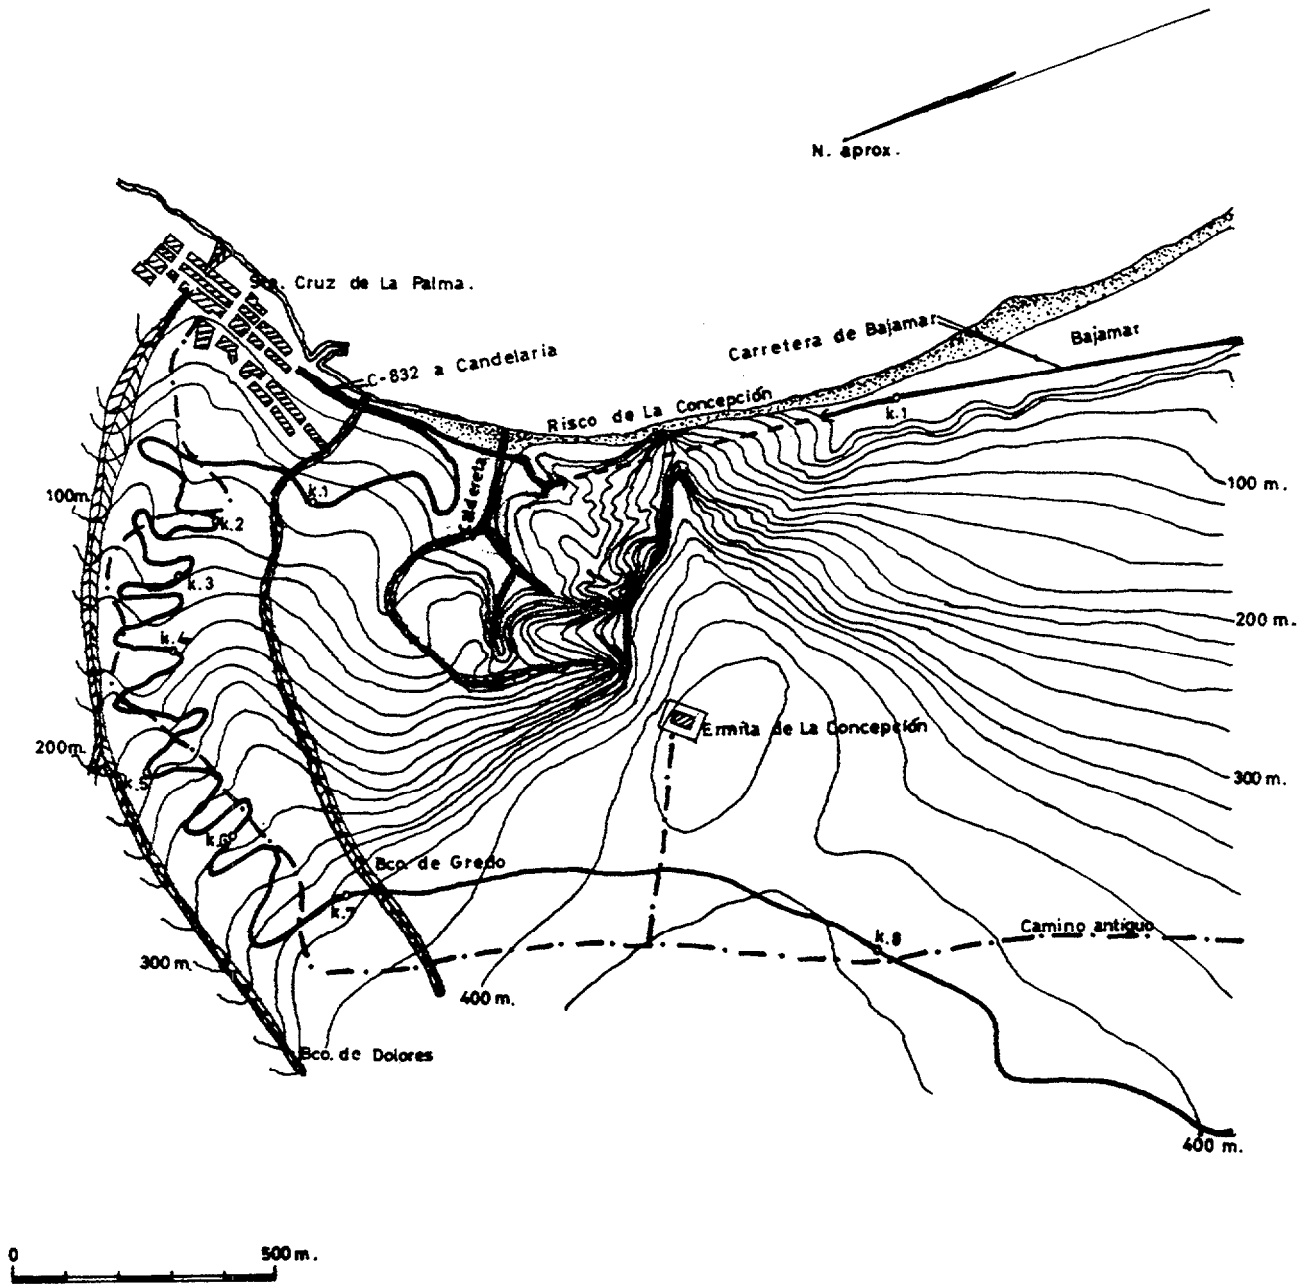 N. aprox.
Sta. Cruz de La Palma.
Carretera de Bajamar
Bajamar
C-832 a Candelaria
Risco de La Concepción
k.1
Caldereta
100m.
k.1
100 m.
k.2
k.3
200 m.
k.4
Ermita de La Concepción
200m.
k.5
300 m.
k.6
Bco. de Gredo
k.7
Camino antiguo
k.8
300 m.
400 m.
Bco. de Dolores
400 m.
0 500 m.